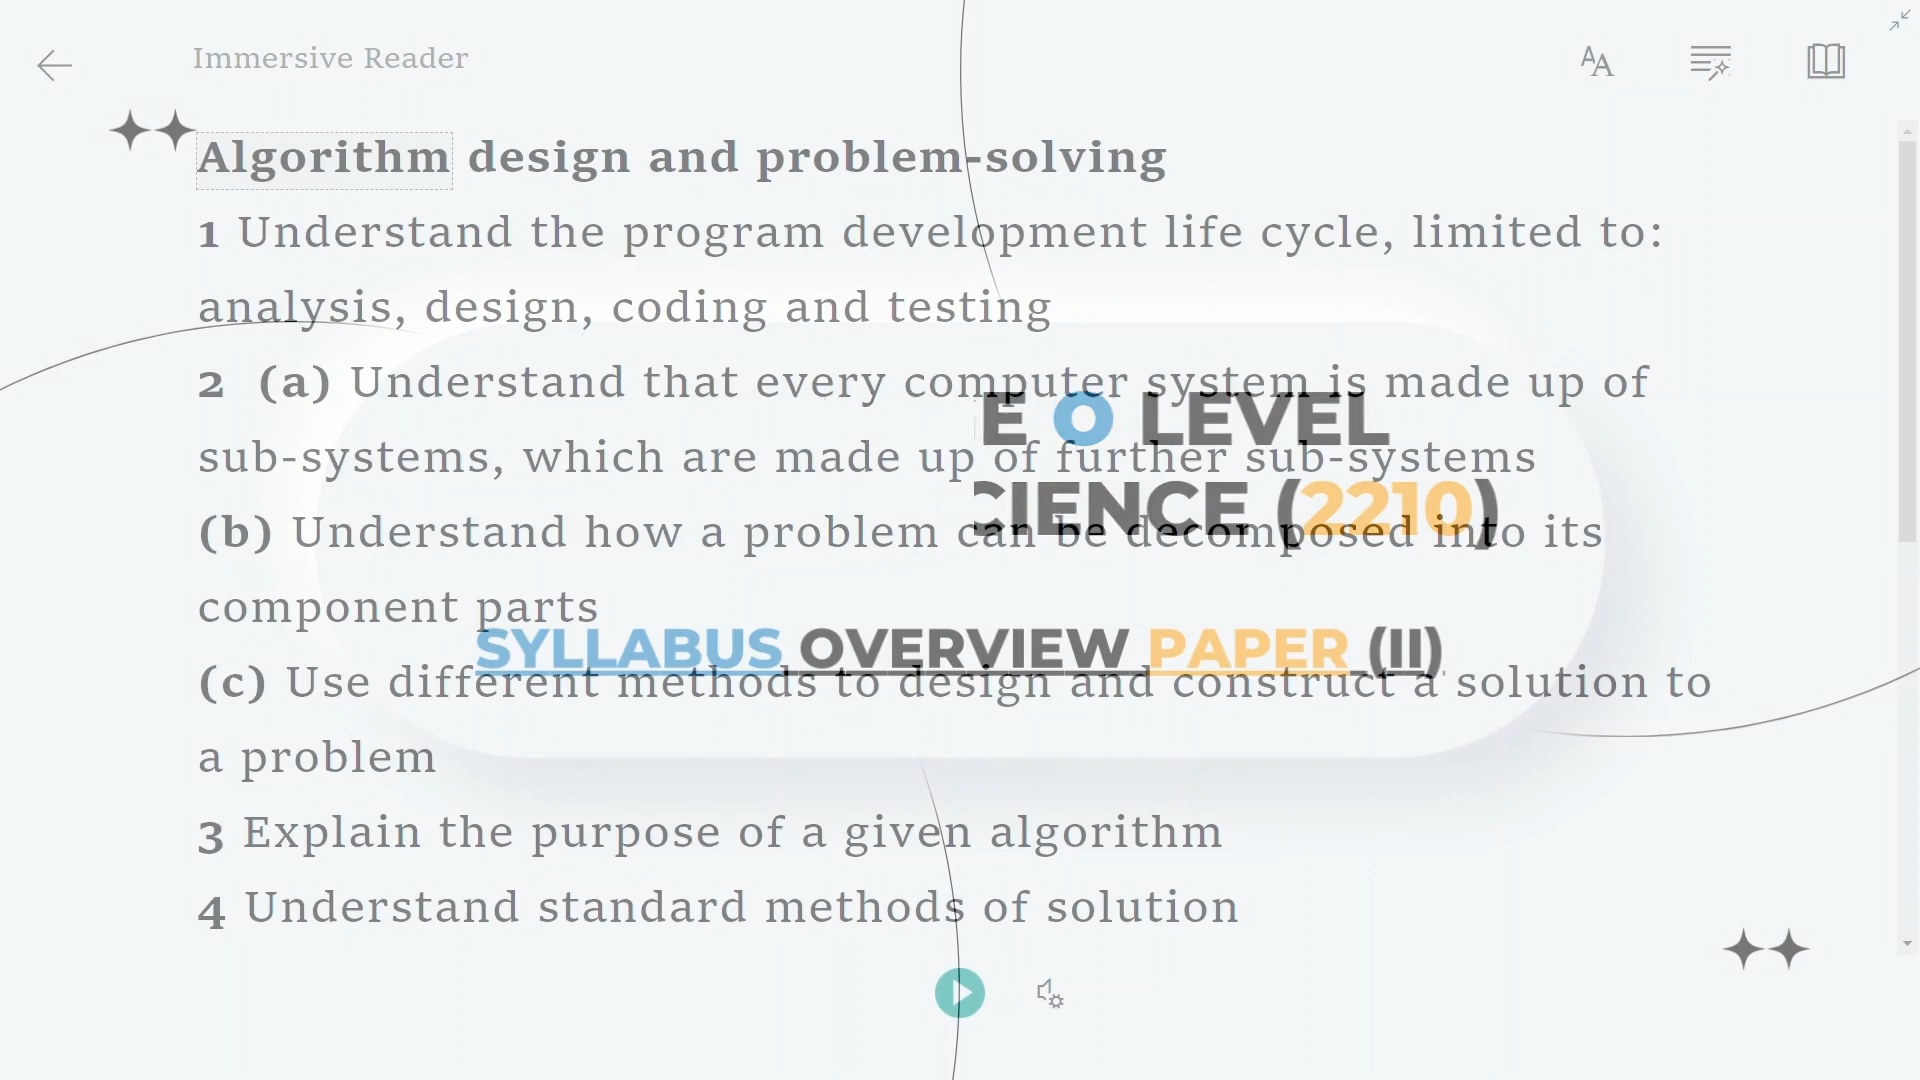 Immersive Reader
Algorithm design and problem-solving
1 Understand the program development life cycle, limited to:
analysis, design, coding and testing
2 (a) Understand that every computer system is made up of
E O LEVEL
sub-systems, which are made up of further sub-systems
CIENCE (2210)
(b) Understand how a problem can be decomposed into its
component parts
SYLLABUS OVERVIEW PAPER (II)
(c) Use different methods to design and construct a solution to
a problem
3 Explain the purpose of a given algorithm
4 Understand standard methods of solution